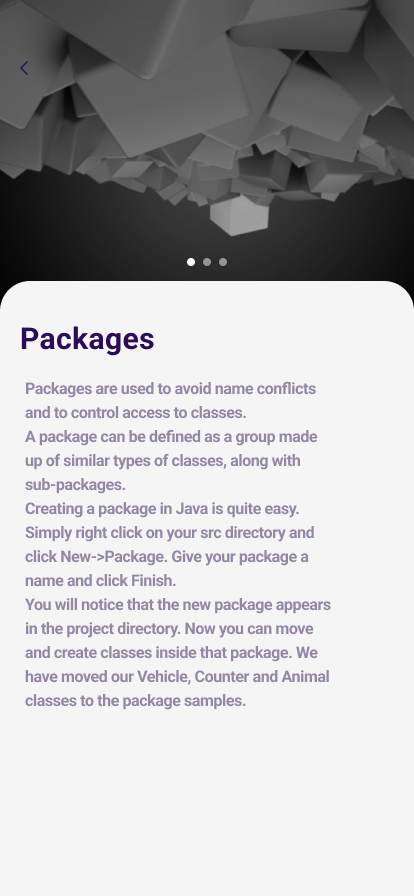 Packages
Packages are used to avoid name conflicts
and to control access to classes.
A package can be defined as a group made
up of similar types of classes, along with
sub-packages.
Creating a package in Java is quite easy.
Simply right click on your src directory and
click New->Package. Give your package a
name and click Finish.
You will notice that the new package appears
in the project directory. Now you can move
and create classes inside that package. We
have moved our Vehicle, Counter and Animal
classes to the package samples.